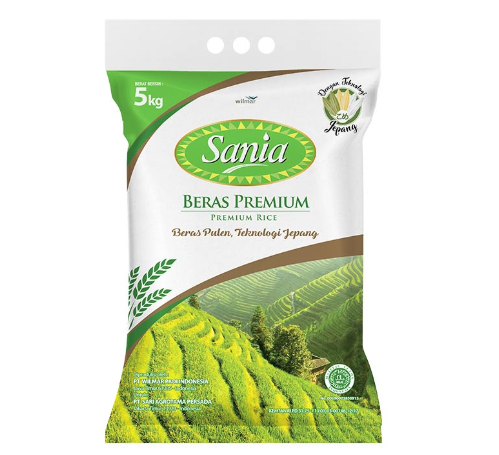 BERAT BERSIH :
5kg
wilmar
Dengan Teknologi
Jepang
Sania
BERAS PREMIUM
PREMIUM RICE
Beras Pulen, Teknologi Jepang
PT. WILMAR PADI INDONESIA
PT. SARI AGROTAMA PERSADA